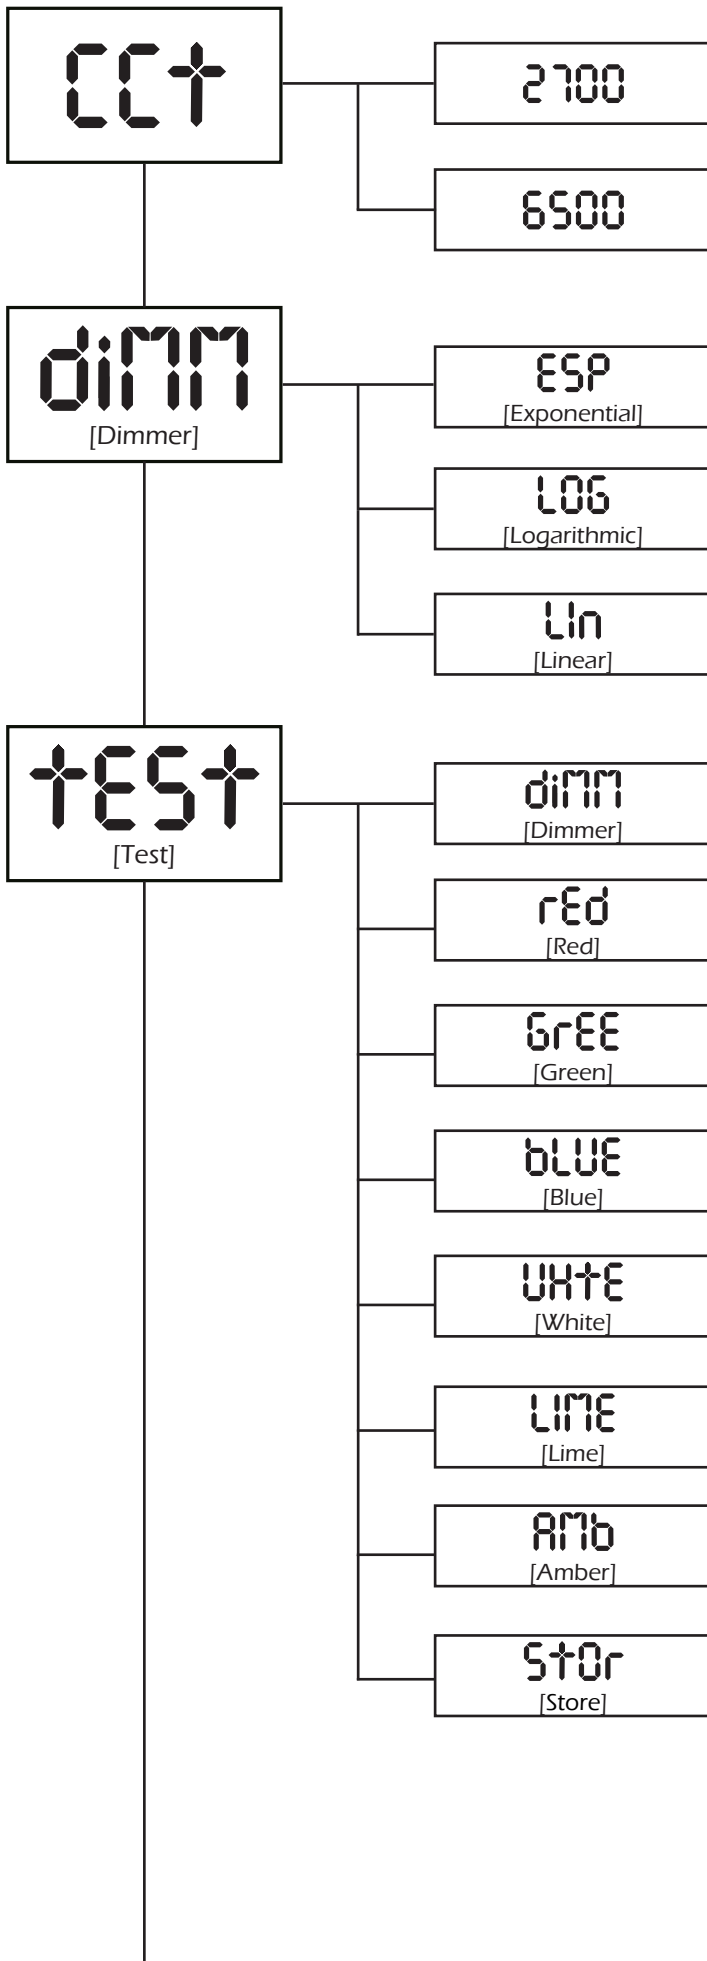 CCt
2700
6500
diMM
[Dimmer]
ESP
[Exponential]
LOG
[Logarithmic]
LIn
[Linear]
tESt
[Test]
diMM
[Dimmer]
rEd
[Red]
GrEE
[Green]
bLUE
[Blue]
UHtE
[White]
LIME
[Lime]
AMb
[Amber]
StOr
[Store]